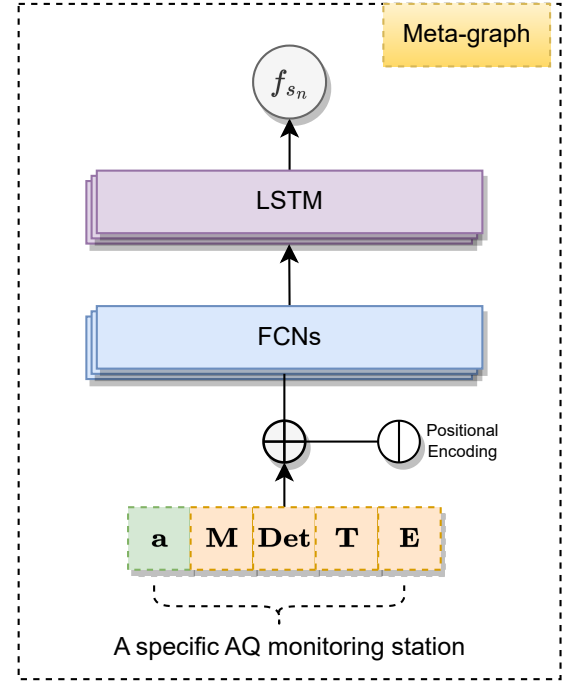 Meta-graph
f_{s_n}
LSTM
FCNs
Positional
Encoding
a M Det T E
A specific AQ monitoring station